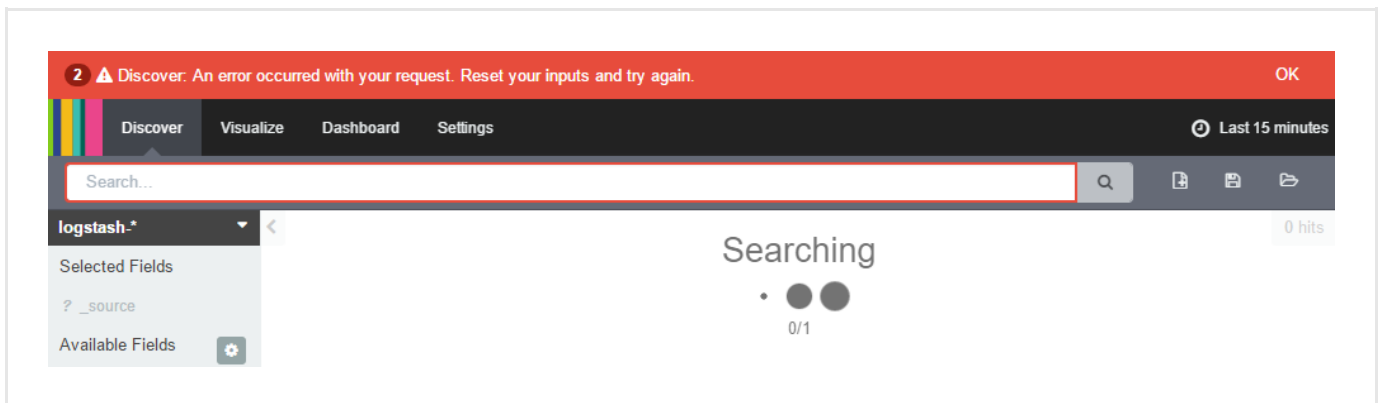 2 Discover: An error occurred with your request. Reset your inputs and try again. OK
Discover Visualize Dashboard Settings Last 15 minutes
Search...
logstash-* 0 hits
Searching
Selected Fields
? _source
0/1
Available Fields